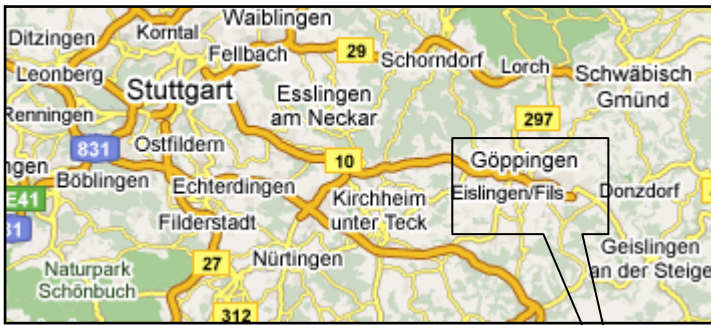 Waiblingen
Ditzingen
Korntal
Fellbach
29
Schorndorf
Lorch
Schwäbisch
Gmünd
Leonberg
Stuttgart
Esslingen
am Neckar
Renningen
297
831
Ostfildern
10
Göppingen
ngen
Böblingen
Echterdingen
Eislingen/Fils
Donzdorf
E41
Kirchheim
unter Teck
Filderstadt
31
Geislingen
an der Steige
27
Nürtingen
Naturpark
Schönbuch
312